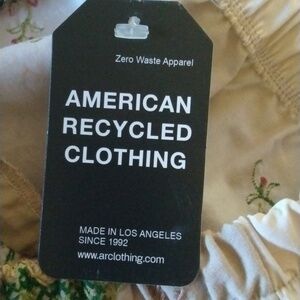 Zero Waste Apparel
AMERICAN
RECYCLED
CLOTHING
MADE IN LOS ANGELES
SINCE 1992
www.arclothing.com